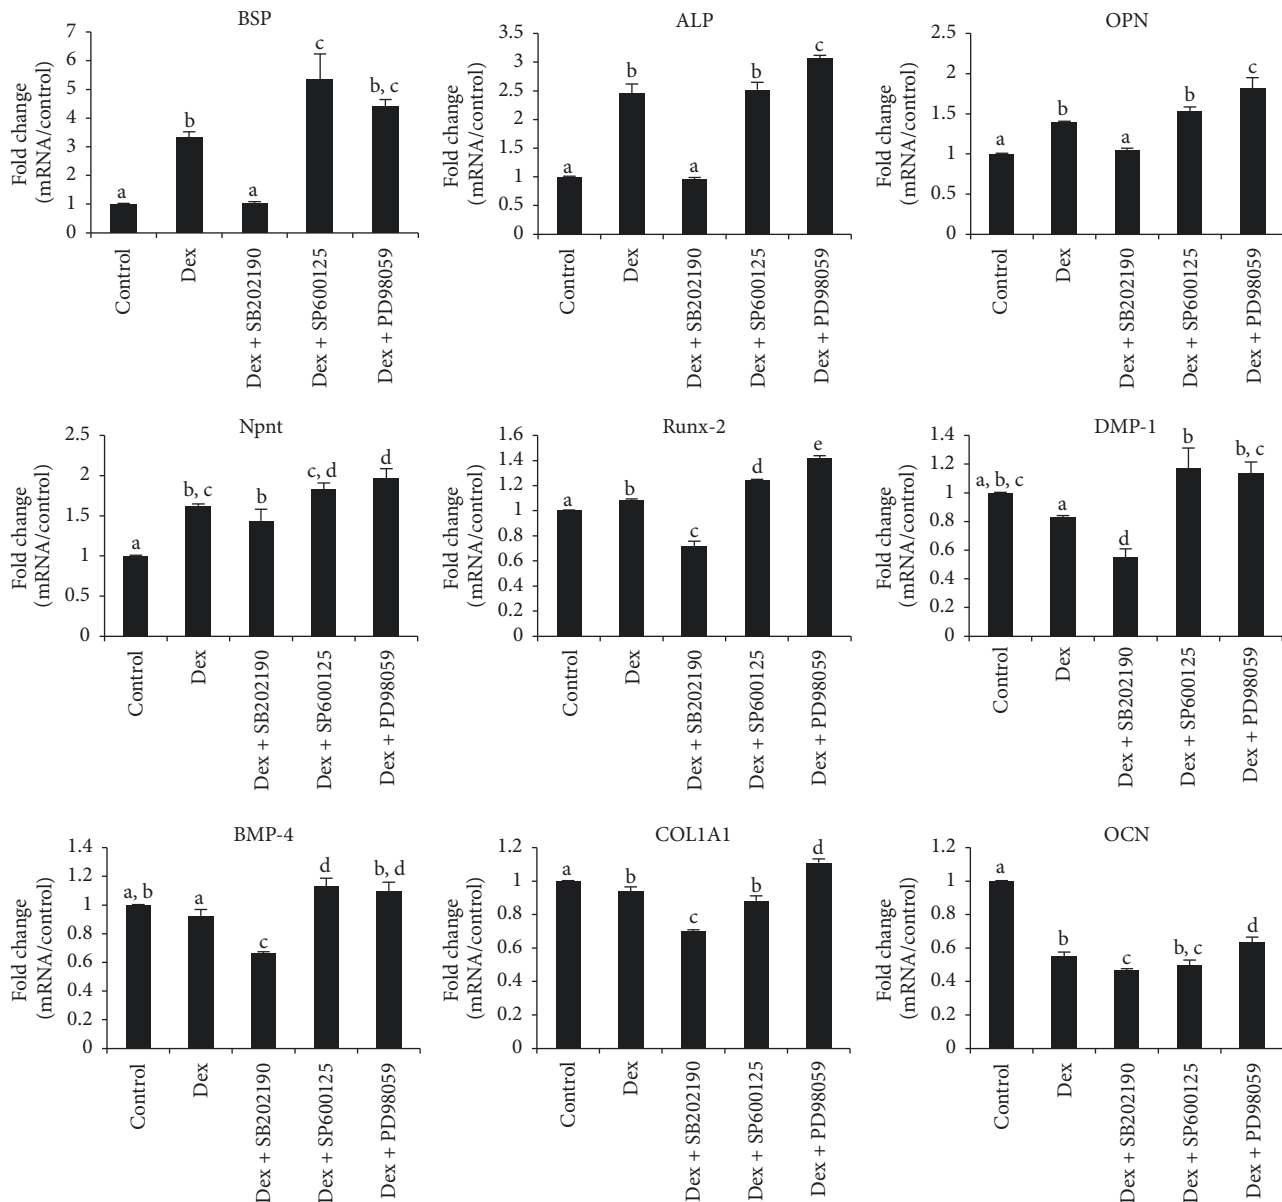 BSP
Fold change
(mRNA/control)
7
6
5
4
3
2
1
0
a
b
a
c
b, c
Control
Dex
Dex + SB202190
Dex + SP600125
Dex + PD98059
ALP
Fold change
(mRNA/control)
3.5
3
2.5
2
1.5
1
0.5
0
a
b
a
b
c
Control
Dex
Dex + SB202190
Dex + SP600125
Dex + PD98059
OPN
Fold change
(mRNA/control)
2.5
2
1.5
1
0.5
0
a
b
a
b
c
Control
Dex
Dex + SB202190
Dex + SP600125
Dex + PD98059
Npnt
Fold change
(mRNA/control)
2.5
2
1.5
1
0.5
0
a
b, c
b
c, d
d
Control
Dex
Dex + SB202190
Dex + SP600125
Dex + PD98059
Runx-2
Fold change
(mRNA/control)
1.6
1.4
1.2
1
0.8
0.6
0.4
0.2
0
a
b
c
d
e
Control
Dex
Dex + SB202190
Dex + SP600125
Dex + PD98059
DMP-1
Fold change
(mRNA/control)
1.4
1.2
1
0.8
0.6
0.4
0.2
0
a, b, c
a
d
b
b, c
Control
Dex
Dex + SB202190
Dex + SP600125
Dex + PD98059
BMP-4
Fold change
(mRNA/control)
1.4
1.2
1
0.8
0.6
0.4
0.2
0
a, b
a
c
d
b, d
Control
Dex
Dex + SB202190
Dex + SP600125
Dex + PD98059
COL1A1
Fold change
(mRNA/control)
1.2
1
0.8
0.6
0.4
0.2
0
a
b
c
b
d
Control
Dex
Dex + SB202190
Dex + SP600125
Dex + PD98059
OCN
Fold change
(mRNA/control)
1.2
1
0.8
0.6
0.4
0.2
0
a
b
c
b, c
d
Control
Dex
Dex + SB202190
Dex + SP600125
Dex + PD98059